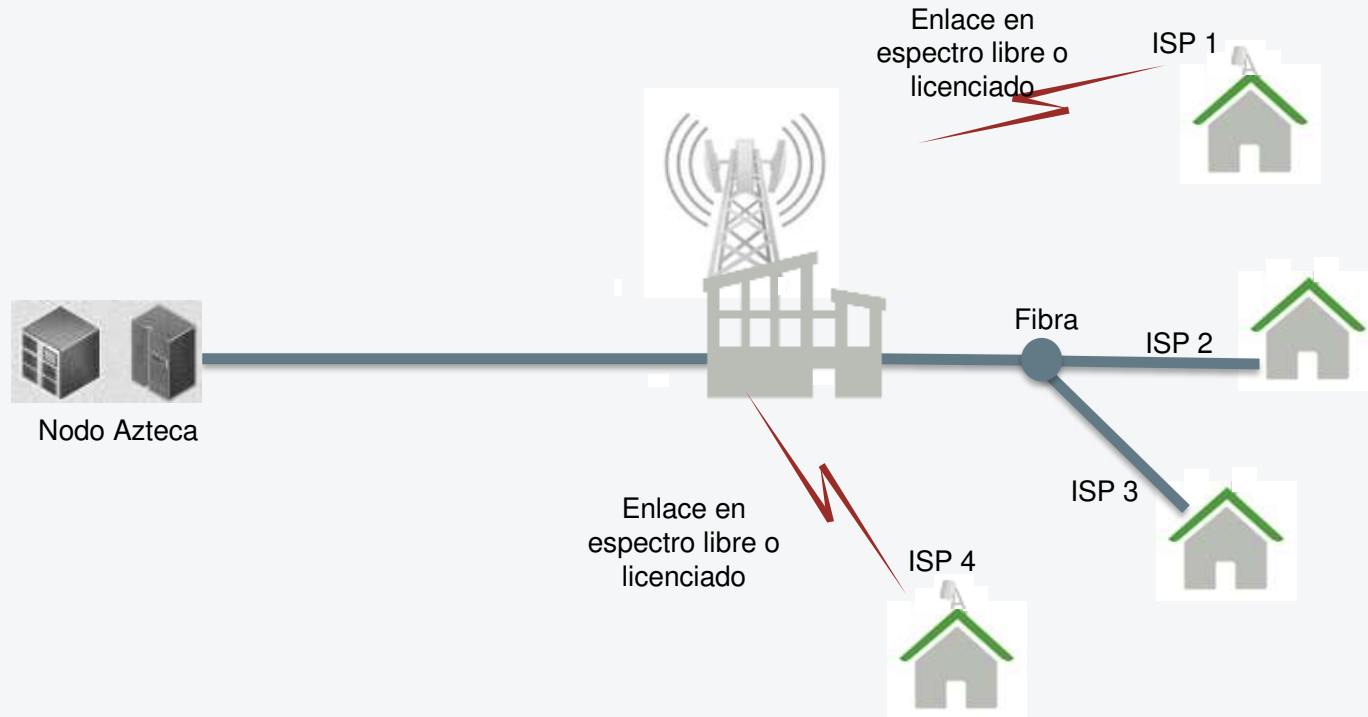 Enlace en
espectro libre o
licenciado
ISP 1
Fibra
ISP 2
Nodo Azteca
ISP 3
Enlace en
espectro libre o
licenciado
ISP 4